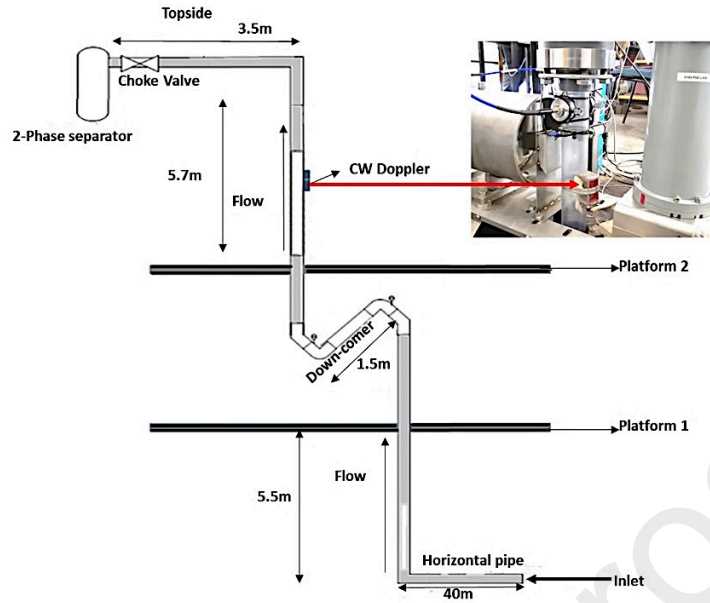 Topside
3.5m
Choke Valve
2-Phase separator
5.7m
CW Doppler
Flow
Platform 2
Down-comer
1.5m
Platform 1
5.5m
Flow
Horizontal pipe
Inlet
40m